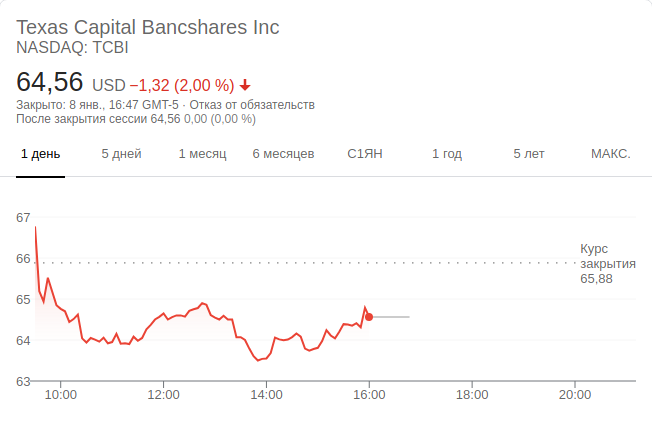 Texas Capital Bancshares Inc
NASDAQ: TCBI
64,56 USD −1,32 (2,00 %)
Закрыто: 8 янв., 16:47 GMT-5 · Отказ от обязательств
После закрытия сессии 64,56 0,00 (0,00 %)
1 день 5 дней 1 месяц 6 месяцев С1ЯН 1 год 5 лет МАКС.
67
66
65
64
63
Курс
закрытия
65,88
10:00 12:00 14:00 16:00 18:00 20:00